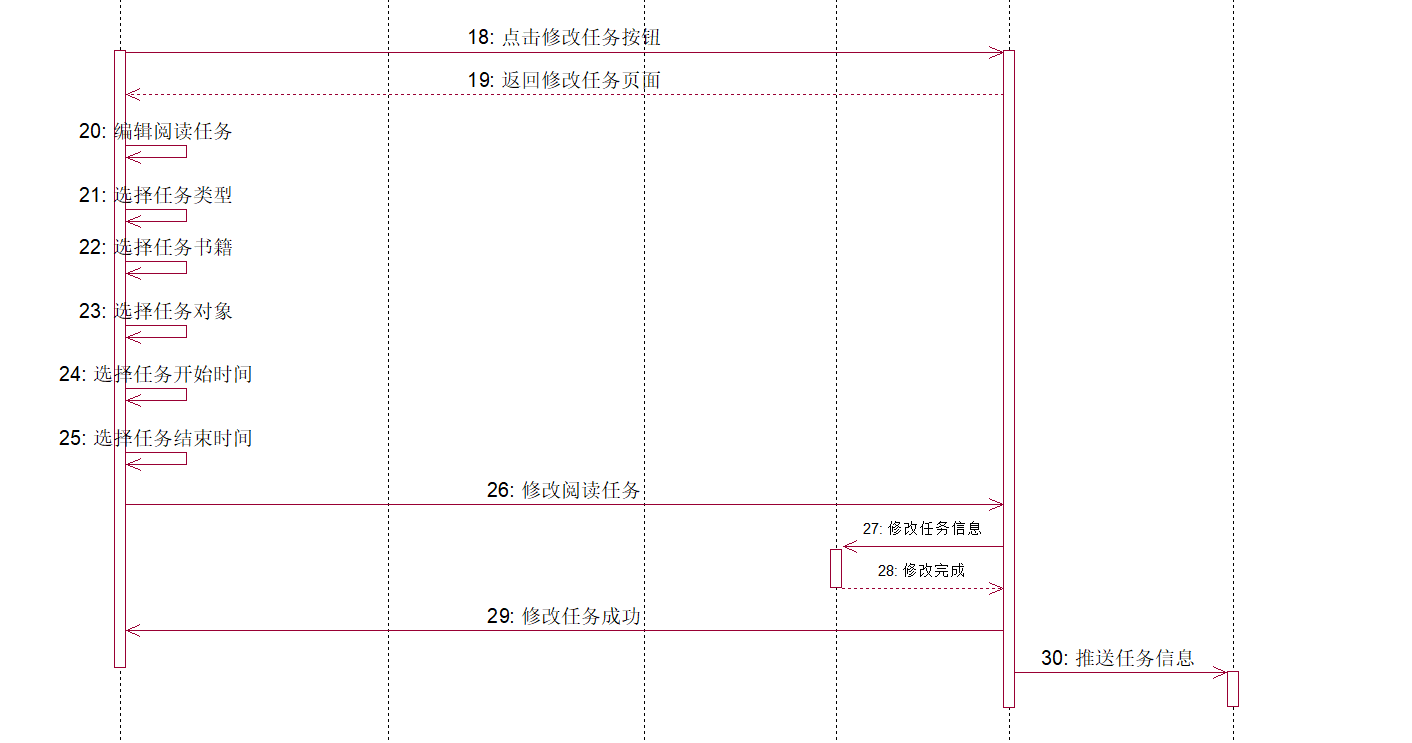 18: 点击修改任务按钮
19: 返回修改任务页面
20: 编辑阅读任务
21: 选择任务类型
22: 选择任务书籍
23: 选择任务对象
24: 选择任务开始时间
25: 选择任务结束时间
26: 修改阅读任务
27: 修改任务信息
28: 修改完成
29: 修改任务成功
30: 推送任务信息